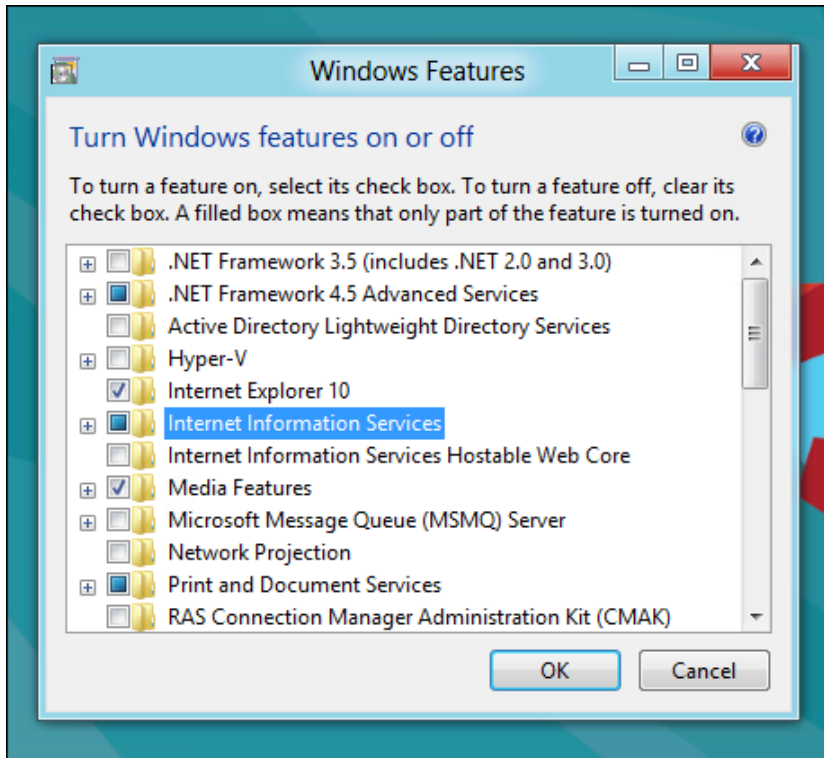 Windows Features
Turn Windows features on or off
To turn a feature on, select its check box. To turn a feature off, clear its
check box. A filled box means that only part of the feature is turned on.
.NET Framework 3.5 (includes .NET 2.0 and 3.0)
.NET Framework 4.5 Advanced Services
Active Directory Lightweight Directory Services
Hyper-V
Internet Explorer 10
Internet Information Services
Internet Information Services Hostable Web Core
Media Features
Microsoft Message Queue (MSMQ) Server
Network Projection
Print and Document Services
RAS Connection Manager Administration Kit (CMAK)
OK Cancel